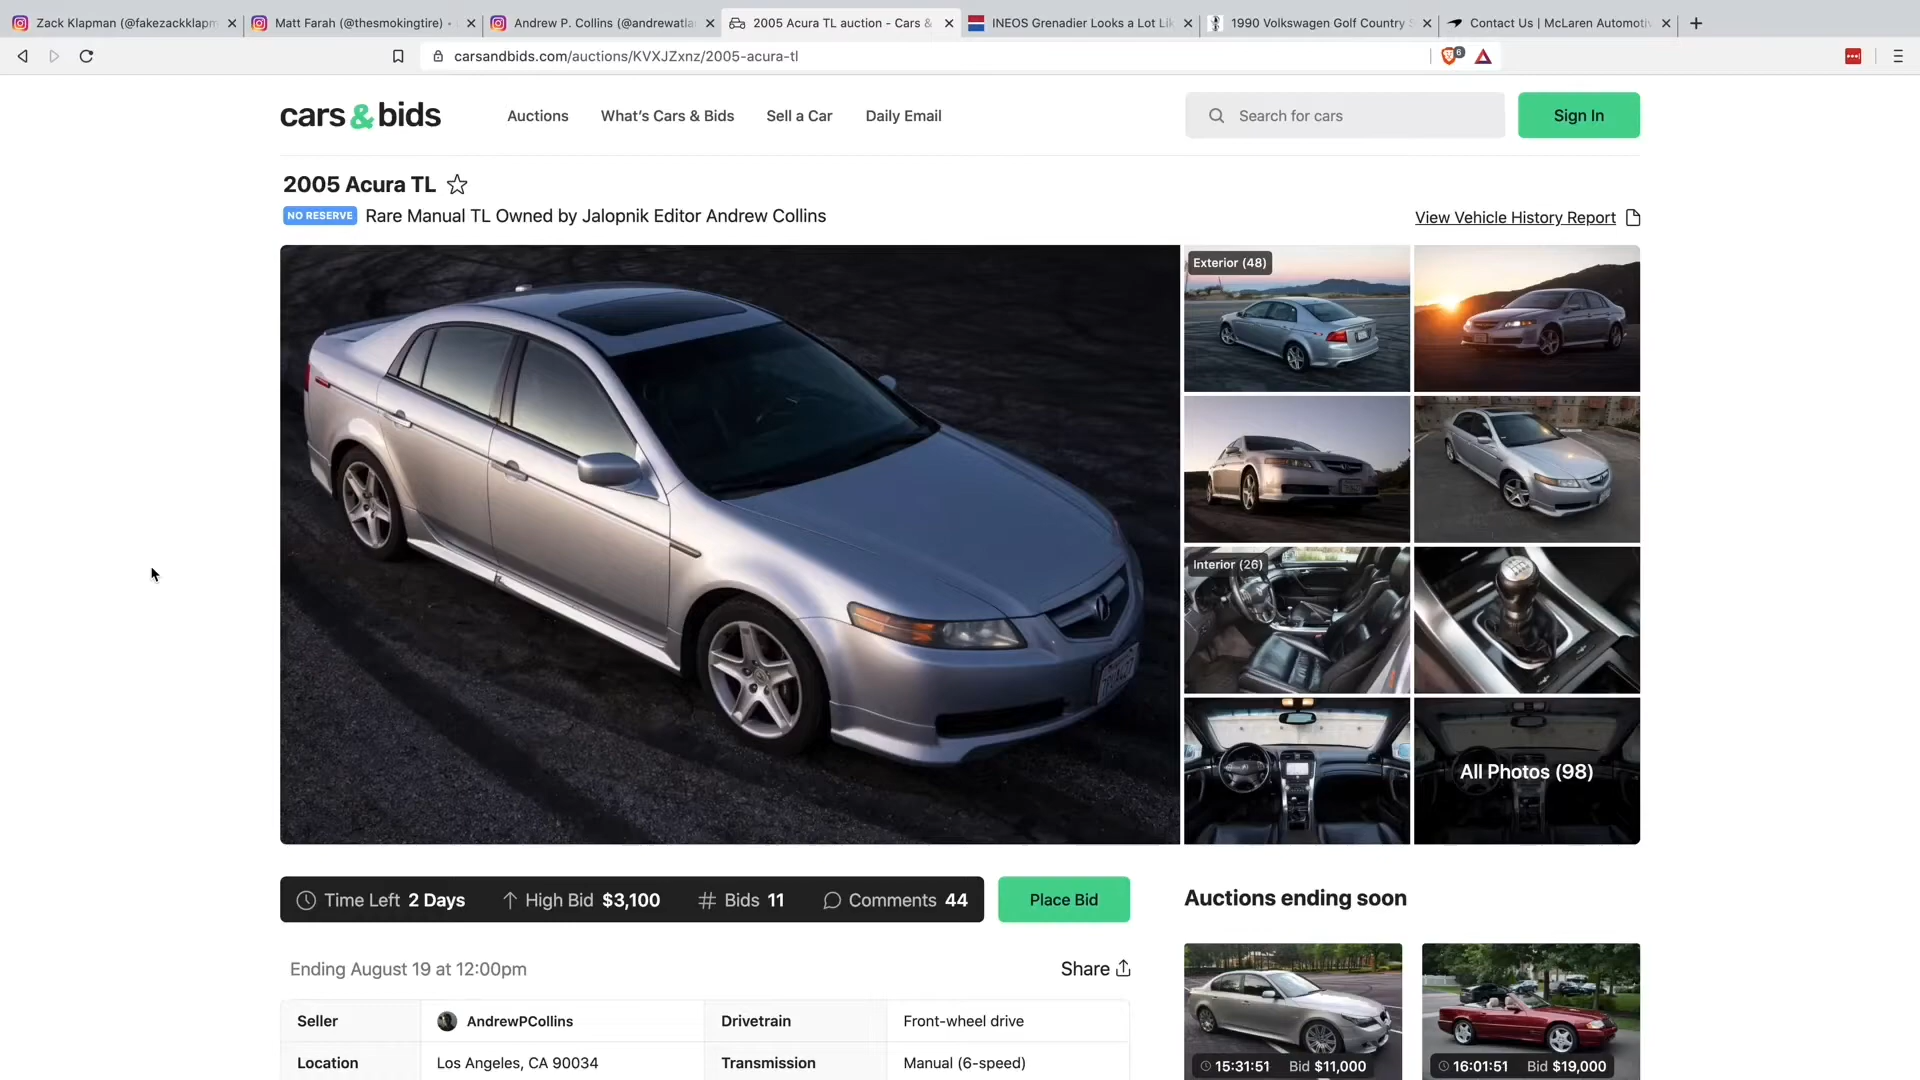 Zack Klapman (@fakezackklapm
Matt Farah (@thesmokingtire) •
Andrew P. Collins (@andrewatlar
2005 Acura TL auction - Cars &
INEOS Grenadier Looks a Lot Lik
1990 Volkswagen Golf Country S
Contact Us | McLaren Automotiv
carsandbids.com/auctions/KVXJZxnz/2005-acura-tl
6
cars & bids
Auctions
What's Cars & Bids
Sell a Car
Daily Email
Search for cars
Sign In
2005 Acura TL
NO RESERVE Rare Manual TL Owned by Jalopnik Editor Andrew Collins
View Vehicle History Report
Exterior (48)
Interior (26)
All Photos (98)
Time Left 2 Days
High Bid $3,100
# Bids 11
Comments 44
Place Bid
Auctions ending soon
Ending August 19 at 12:00pm
Share
Seller AndrewPCollins Drivetrain Front-wheel drive
Location Los Angeles, CA 90034 Transmission Manual (6-speed)
15:31:51 Bid $11,000
16:01:51 Bid $19,000